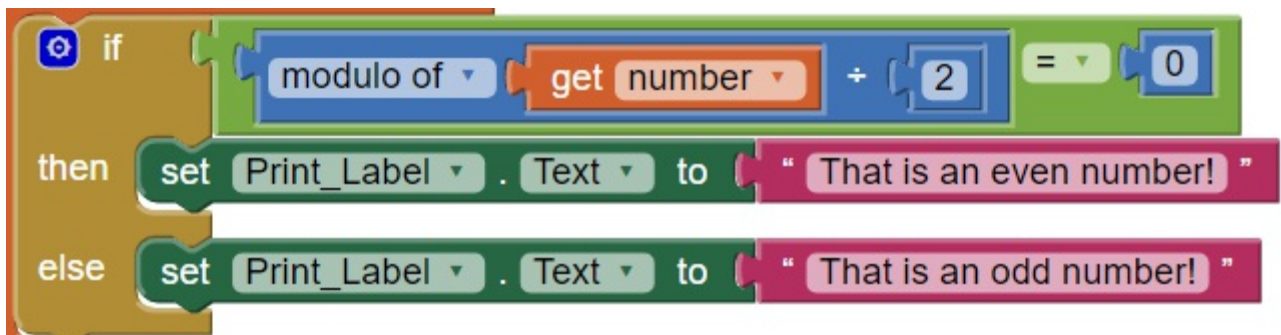 if modulo of get number ÷ 2 = 0
then set Print_Label . Text to “ That is an even number! ”
else set Print_Label . Text to “ That is an odd number! ”